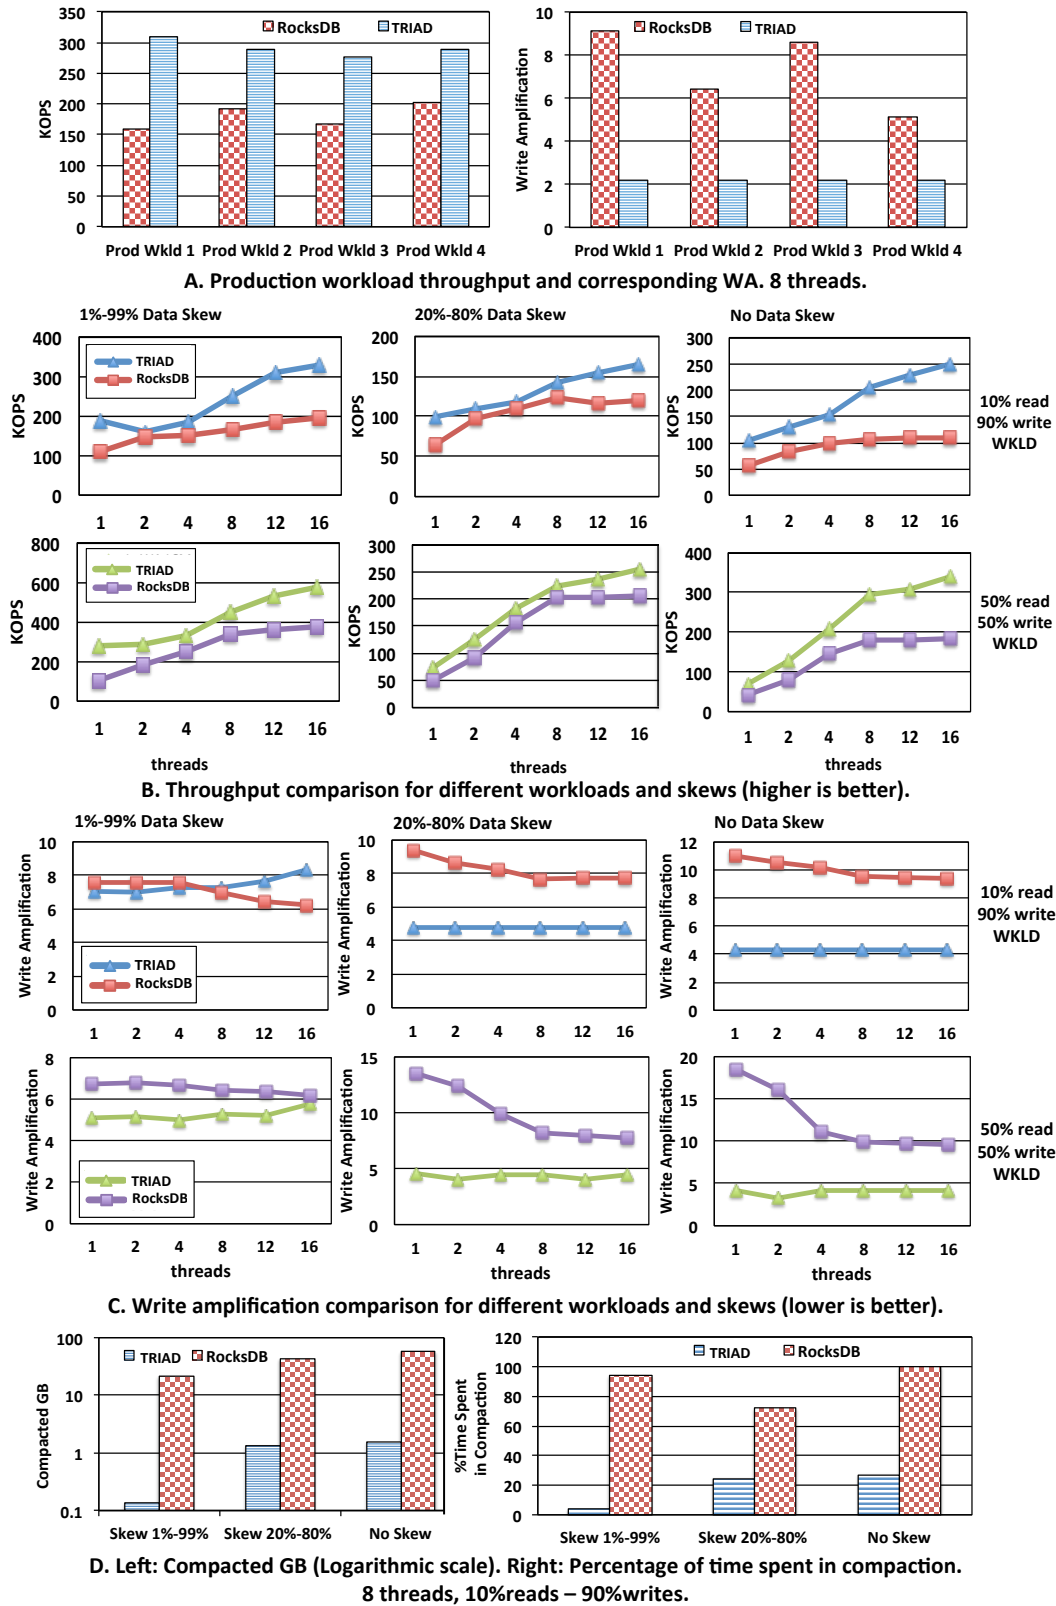 RocksDB TRIAD
350
300
250
200
150
100
50
0
KOPS
Prod Wkld 1 Prod Wkld 2 Prod Wkld 3 Prod Wkld 4
RocksDB TRIAD
10
8
6
4
2
0
Write Amplification
Prod Wkld 1 Prod Wkld 2 Prod Wkld 3 Prod Wkld 4
A. Production workload throughput and corresponding WA. 8 threads.
1%-99% Data Skew
400
300
200
100
0
KOPS
TRIAD
RocksDB
1 2 4 8 12 16
20%-80% Data Skew
200
150
100
50
0
KOPS
1 2 4 8 12 16
No Data Skew
300
250
200
150
100
50
0
KOPS
1 2 4 8 12 16
10% read
90% write
WKLD
800
600
400
200
0
KOPS
TRIAD
RocksDB
1 2 4 8 12 16
threads
300
250
200
150
100
50
0
KOPS
1 2 4 8 12 16
threads
400
300
200
100
0
KOPS
1 2 4 8 12 16
threads
50% read
50% write
WKLD
B. Throughput comparison for different workloads and skews (higher is better).
1%-99% Data Skew
10
8
6
4
2
0
Write Amplification
TRIAD
RocksDB
1 2 4 8 12 16
20%-80% Data Skew
10
8
6
4
2
0
Write Amplification
1 2 4 8 12 16
No Data Skew
12
10
8
6
4
2
0
Write Amplification
1 2 4 8 12 16
10% read
90% write
WKLD
8
6
4
2
0
Write Amplification
TRIAD
RocksDB
1 2 4 8 12 16
threads
15
10
5
0
Write Amplification
1 2 4 8 12 16
threads
20
15
10
5
0
Write Amplification
1 2 4 8 12 16
threads
50% read
50% write
WKLD
C. Write amplification comparison for different workloads and skews (lower is better).
TRIAD RocksDB
100
10
1
0.1
Compacted GB
Skew 1%-99% Skew 20%-80% No Skew
TRIAD RocksDB
120
100
80
60
40
20
0
%Time Spent
in Compaction
Skew 1%-99% Skew 20%-80% No Skew
D. Left: Compacted GB (Logarithmic scale). Right: Percentage of time spent in compaction.
8 threads, 10%reads – 90%writes.